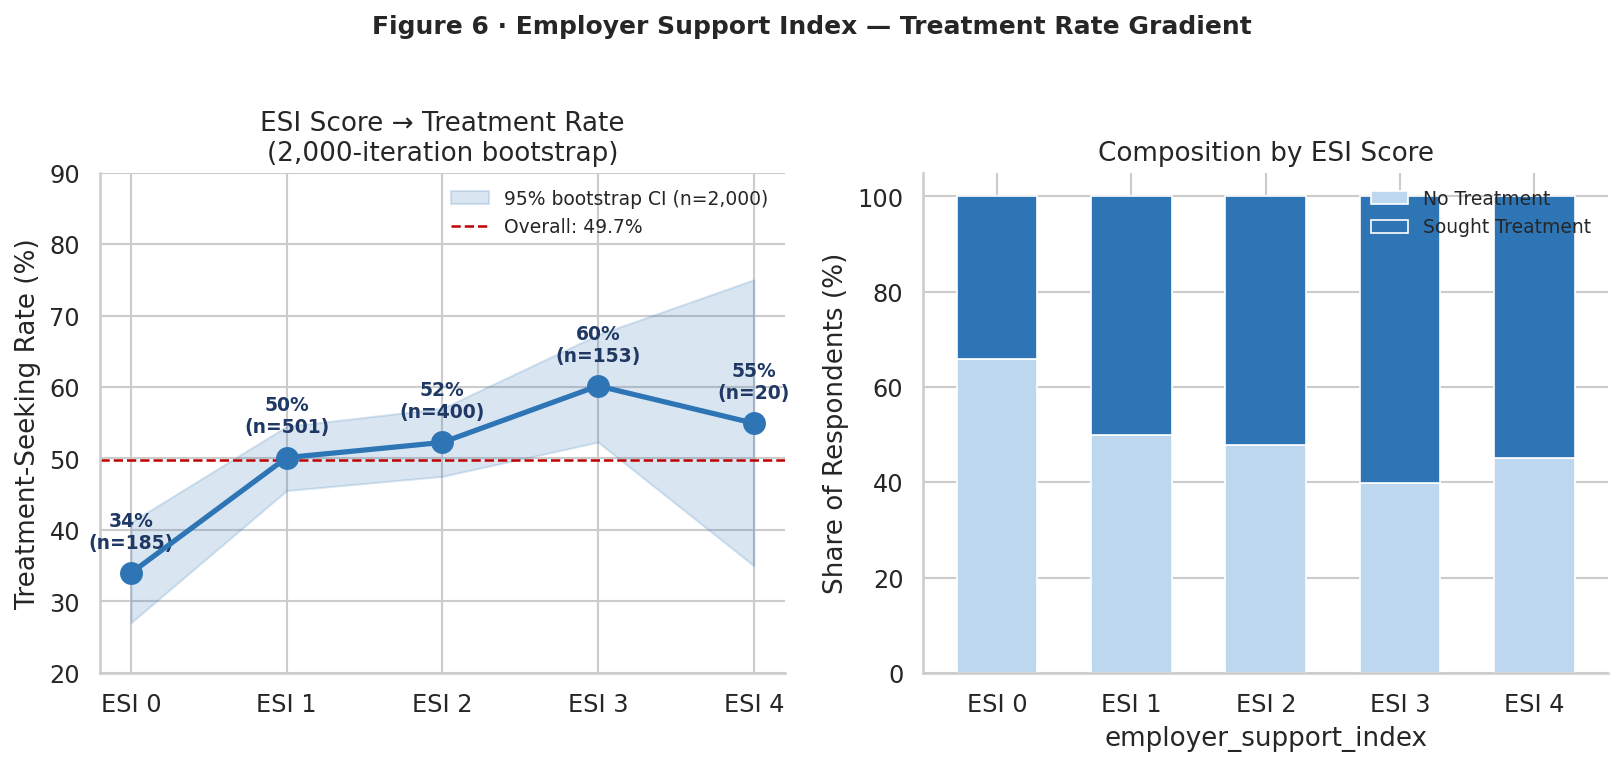 Figure 6 · Employer Support Index — Treatment Rate Gradient
ESI Score → Treatment Rate
(2,000-iteration bootstrap)
Treatment-Seeking Rate (%)
90
80
70
60
50
40
30
20
95% bootstrap CI (n=2,000)
Overall: 49.7%
34%
(n=185)
50%
(n=501)
52%
(n=400)
60%
(n=153)
55%
(n=20)
ESI 0
ESI 1
ESI 2
ESI 3
ESI 4
Composition by ESI Score
Share of Respondents (%)
100
80
60
40
20
0
No Treatment
Sought Treatment
ESI 0
ESI 1
ESI 2
ESI 3
ESI 4
employer_support_index